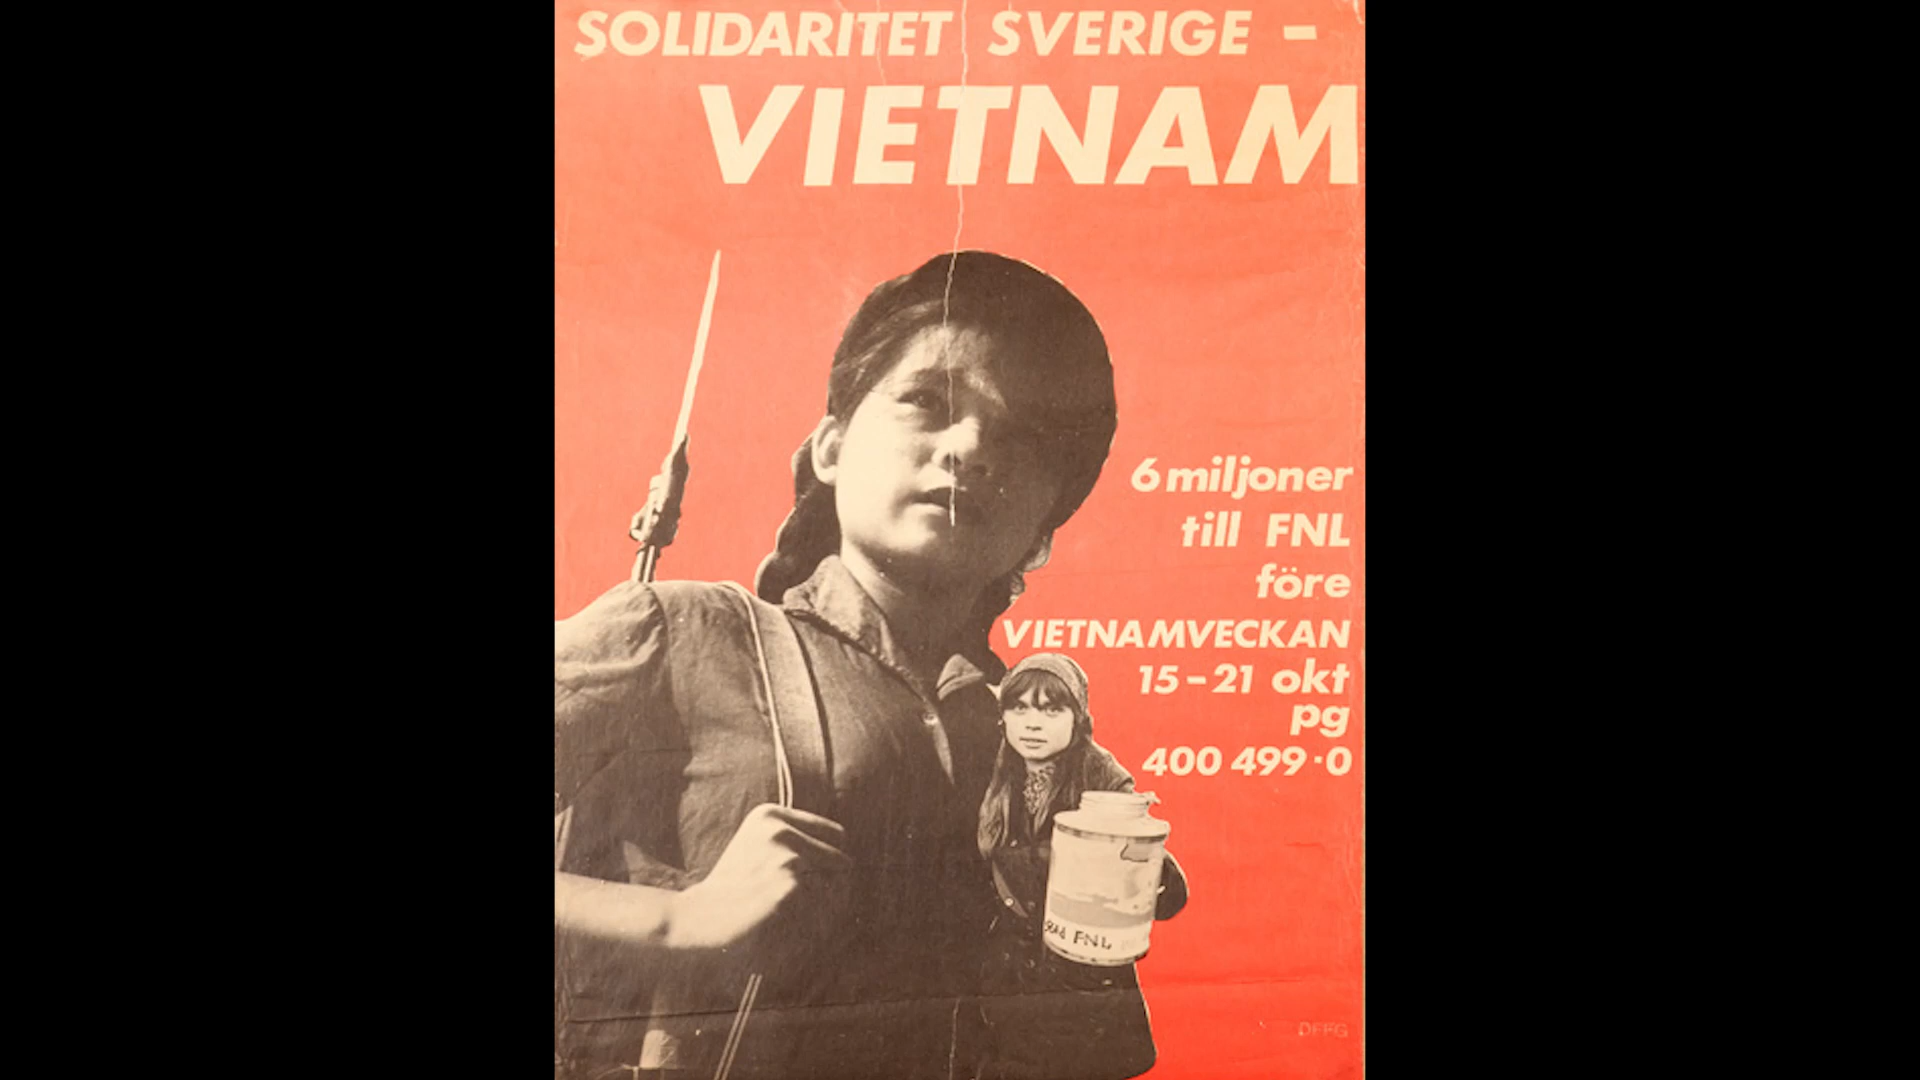 SOLIDARITET SVERIGE –
VIETNAM
6 miljoner
till FNL
före
VIETNAMVECKAN
15–21 okt
pg
400 499·0
FNL
DFFG